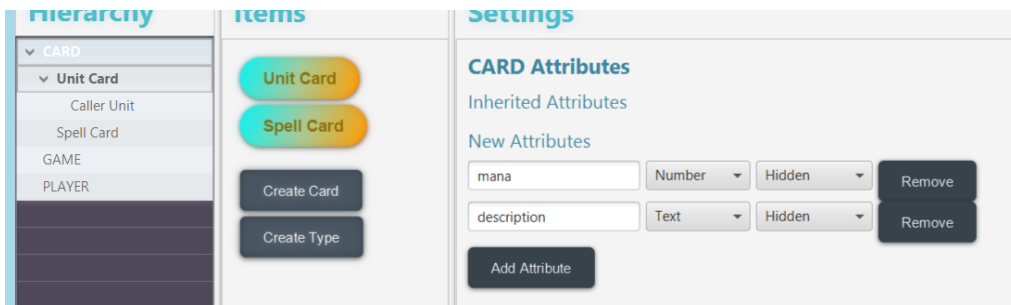 Hierarchy
CARD
Unit Card
Caller Unit
Spell Card
GAME
PLAYER
Items
Unit Card
Spell Card
Create Card
Create Type
Settings
CARD Attributes
Inherited Attributes
New Attributes
mana Number Hidden Remove
description Text Hidden Remove
Add Attribute